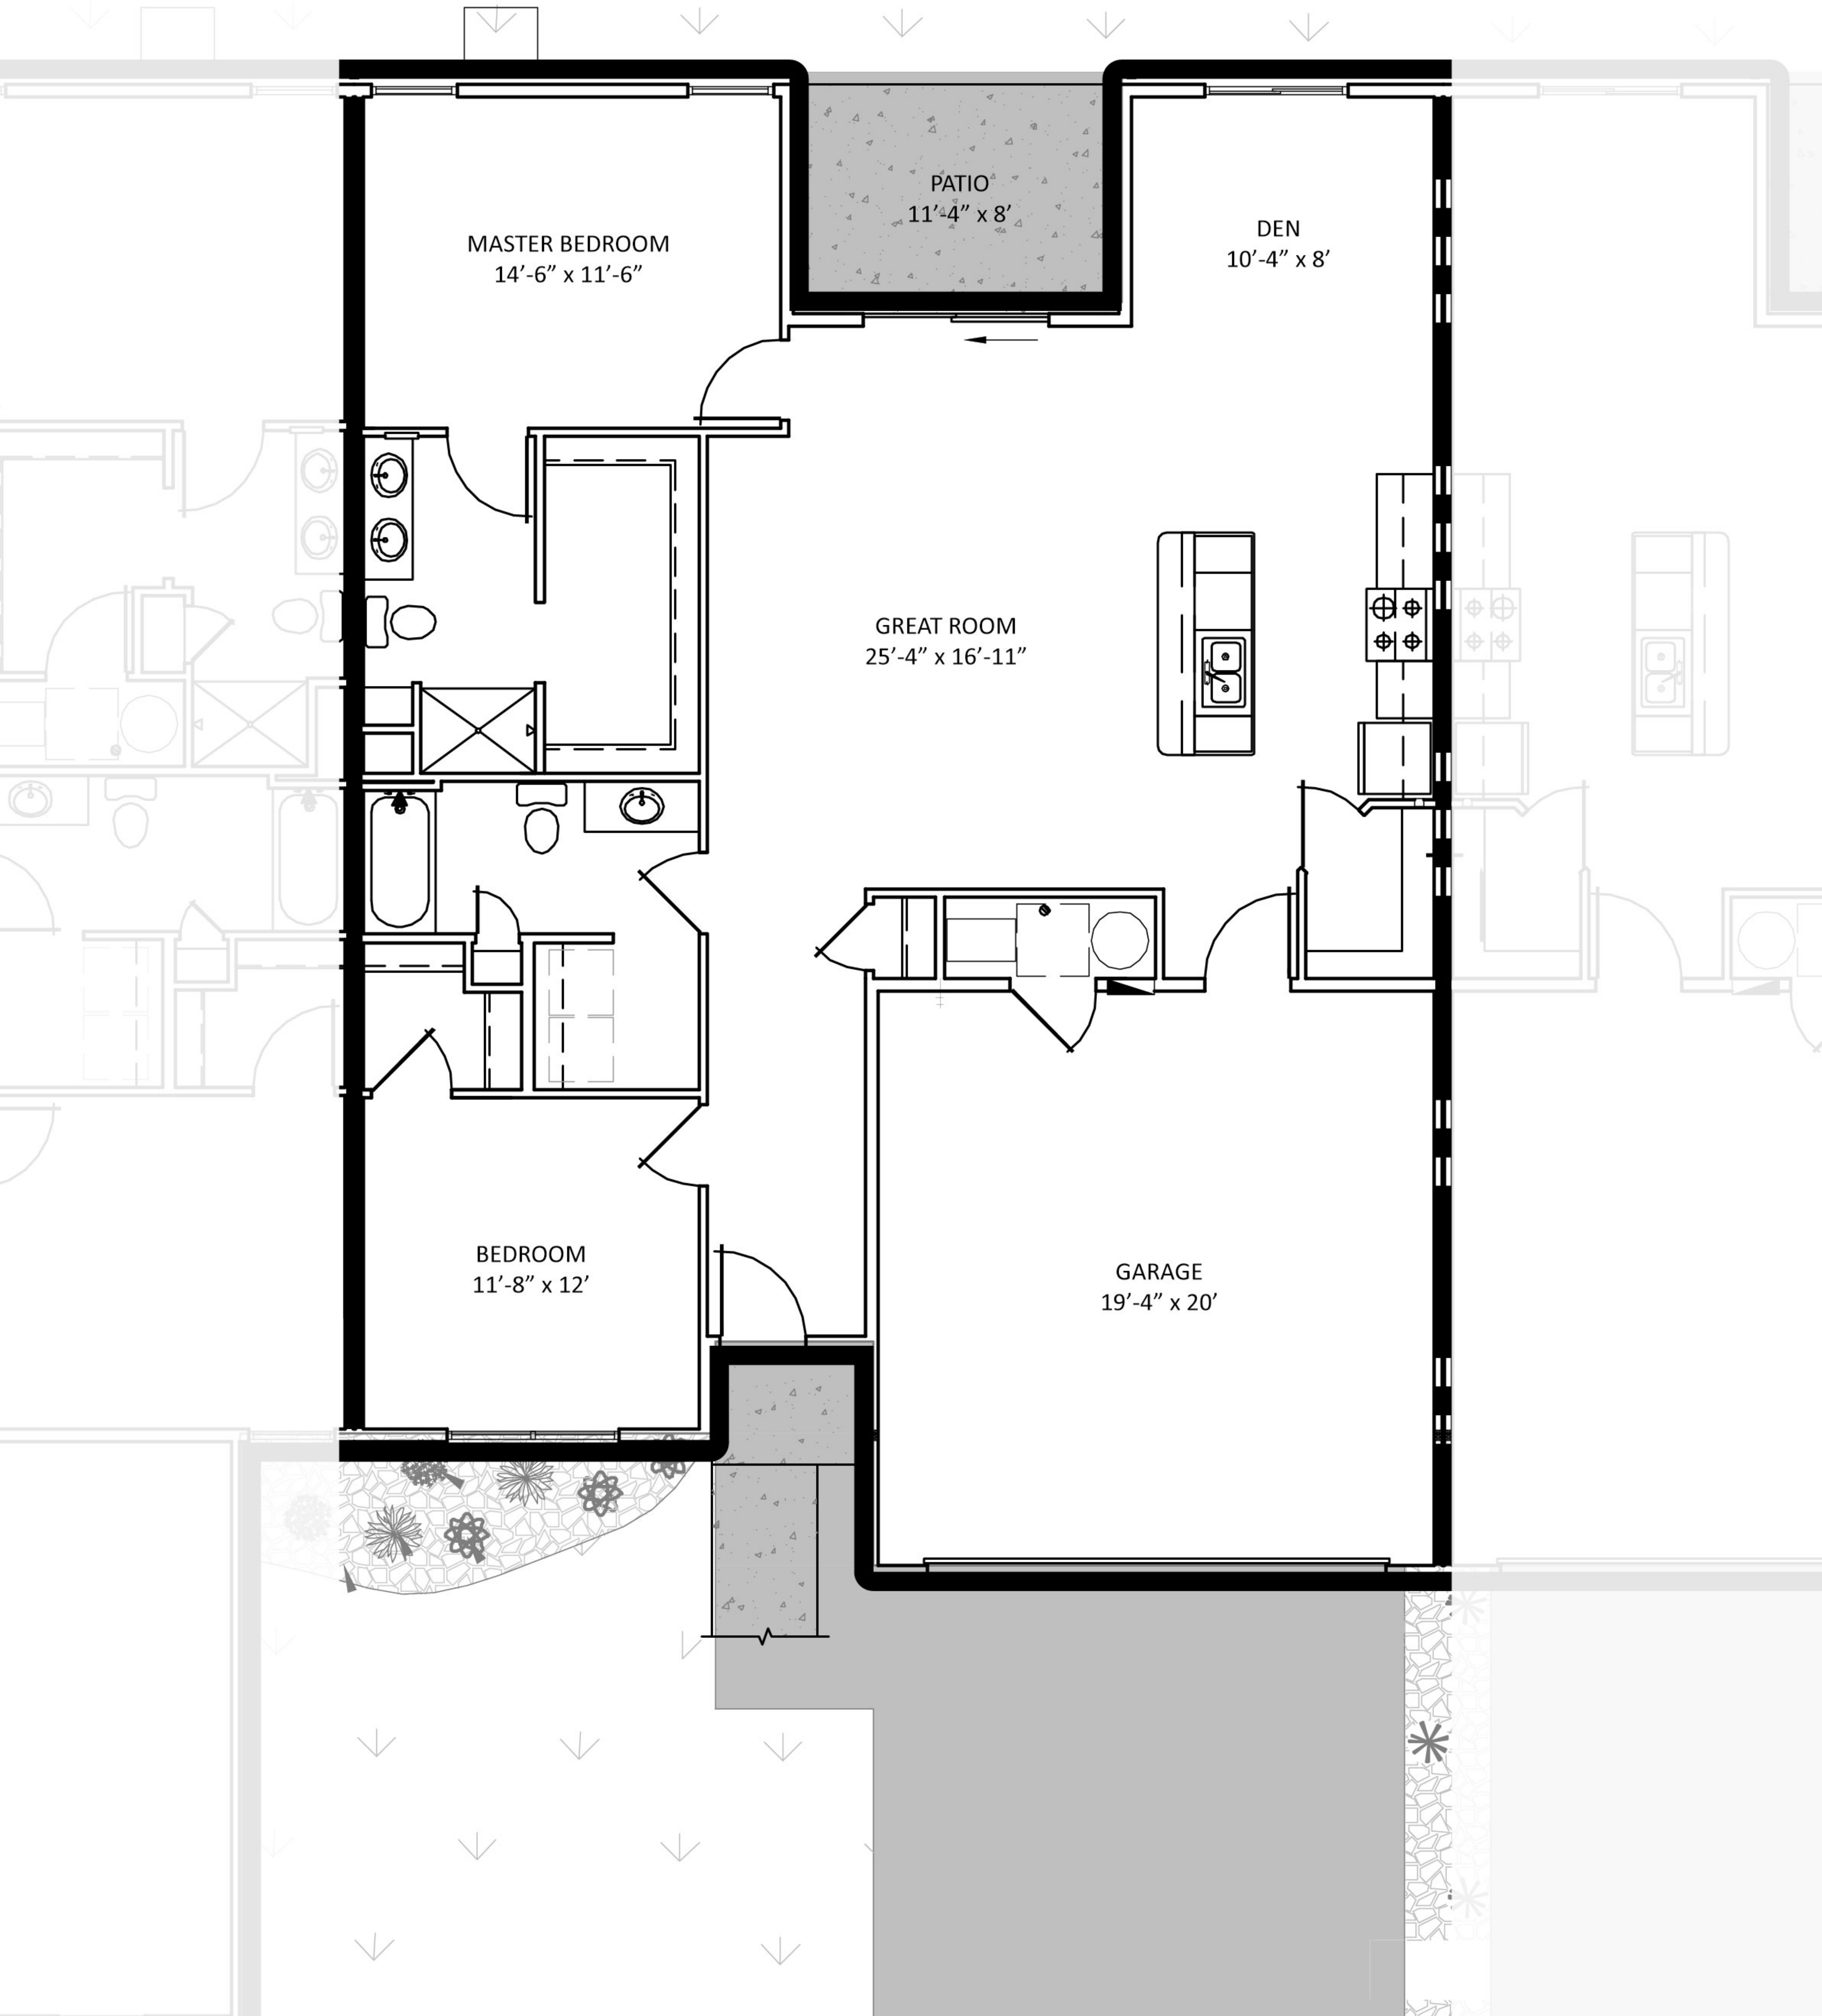 PATIO
11’-4” x 8’
MASTER BEDROOM
14’-6” x 11’-6”
DEN
10’-4” x 8’
GREAT ROOM
25’-4” x 16’-11”
BEDROOM
11’-8” x 12’
GARAGE
19’-4” x 20’